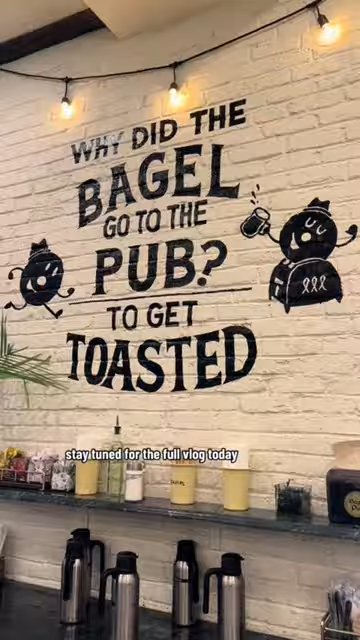 WHY DID THE
BAGEL
GO TO THE
PUB?
TO GET
TOASTED
stay tuned for the full vlog today